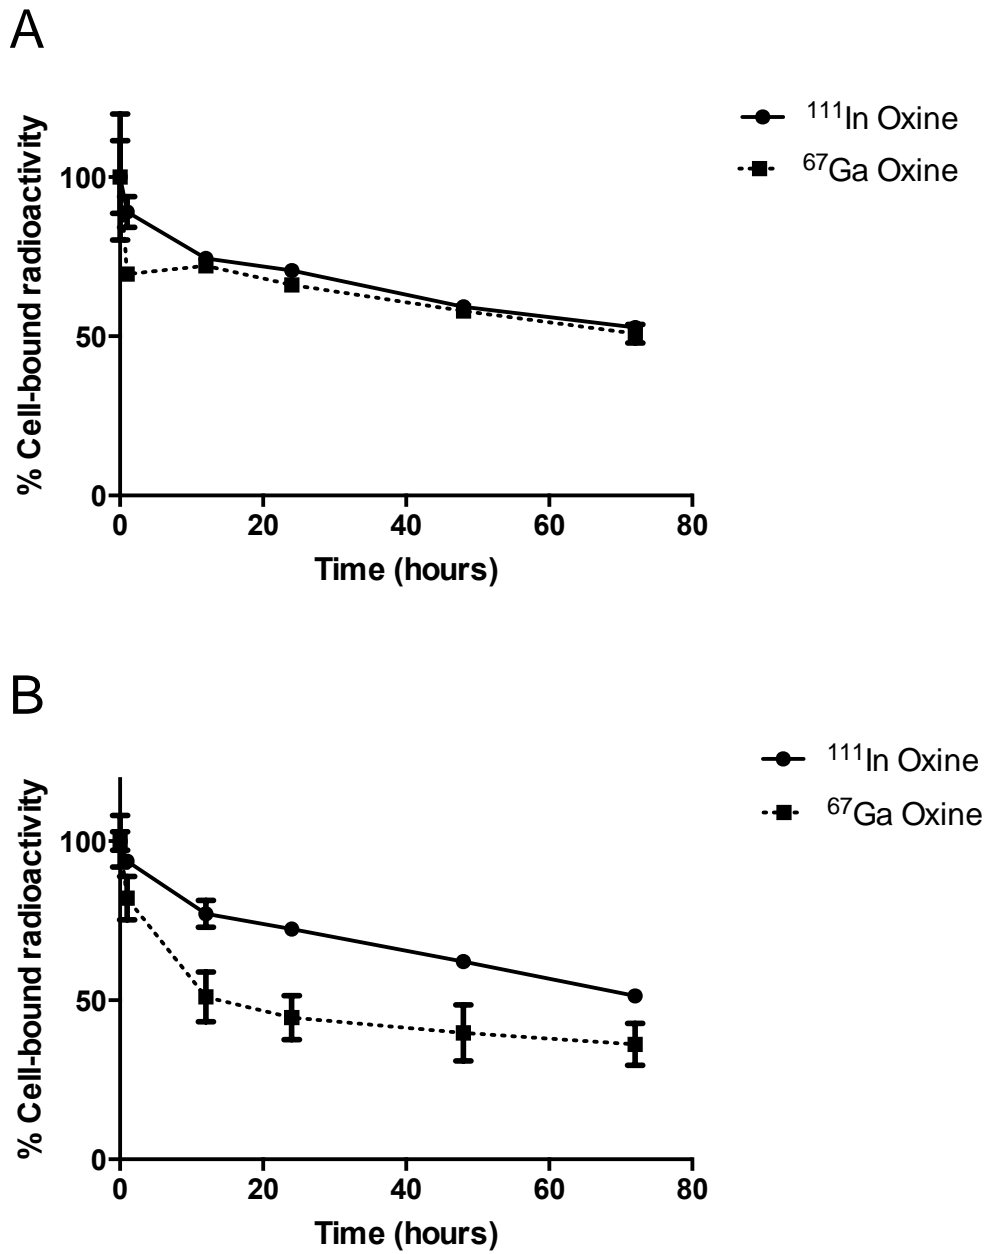 A
% Cell-bound radioactivity
100
50
0
0 20 40 60 80
Time (hours)
¹¹¹In Oxine
⁶⁷Ga Oxine
B
% Cell-bound radioactivity
100
50
0
0 20 40 60 80
Time (hours)
¹¹¹In Oxine
⁶⁷Ga Oxine